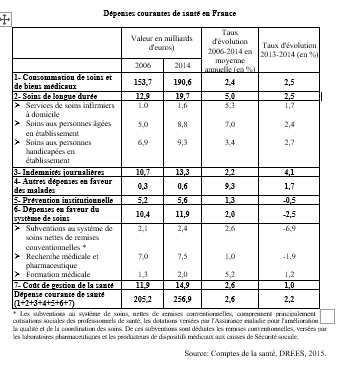 Dépenses courantes de santé en France
Valeur en milliards d'euros) Taux d'évolution 2006-2014 en moyenne annuelle (en %) Taux d'évolution 2013-2014 (en %)
2006 2014
1- Consommation de soins et de biens médicaux 153,7 190,6 2,4 2,5
2- Soins de longue durée 12,9 19,7 5,0 2,5
➤ Services de soins infirmiers à domicile 1,0 1,6 5,3 1,7
➤ Soins aux personnes âgées en établissement 5,0 8,8 7,0 2,4
➤ Soins aux personnes handicapées en établissement 6,9 9,3 3,4 2,7
3- Indemnités journalières 10,7 13,3 2,2 4,1
4- Autres dépenses en faveur des malades 0,3 0,6 9,3 1,7
5- Prévention institutionnelle 5,2 5,6 1,3 -0,5
6- Dépenses en faveur du système de soins 10,4 11,9 2,0 -2,5
➤ Subventions au système de soins nettes de remises conventionnelles * 2,1 2,4 2,6 -6,9
➤ Recherche médicale et pharmaceutique 7,0 7,5 1,0 -1,9
➤ Formation médicale 1,3 2,0 5,2 1,2
7- Coût de gestion de la santé 11,9 14,9 2,6 1,0
Dépense courante de santé (1+2+3+4+5+6+7) 205,2 256,9 2,6 2,2
* Les subventions au système de soins, nettes de remises conventionnelles, comprennent principalement
cotisations sociales des professionnels de santé, les dotations versées par l'Assurance maladie pour l'amélioration
la qualité et de la coordination des soins. De ces subventions sont déduites les remises conventionnelles, versées par
les laboratoires pharmaceutiques et les producteurs de dispositifs médicaux aux caisses de Sécurité sociale.
Source: Comptes de la santé, DREES, 2015.